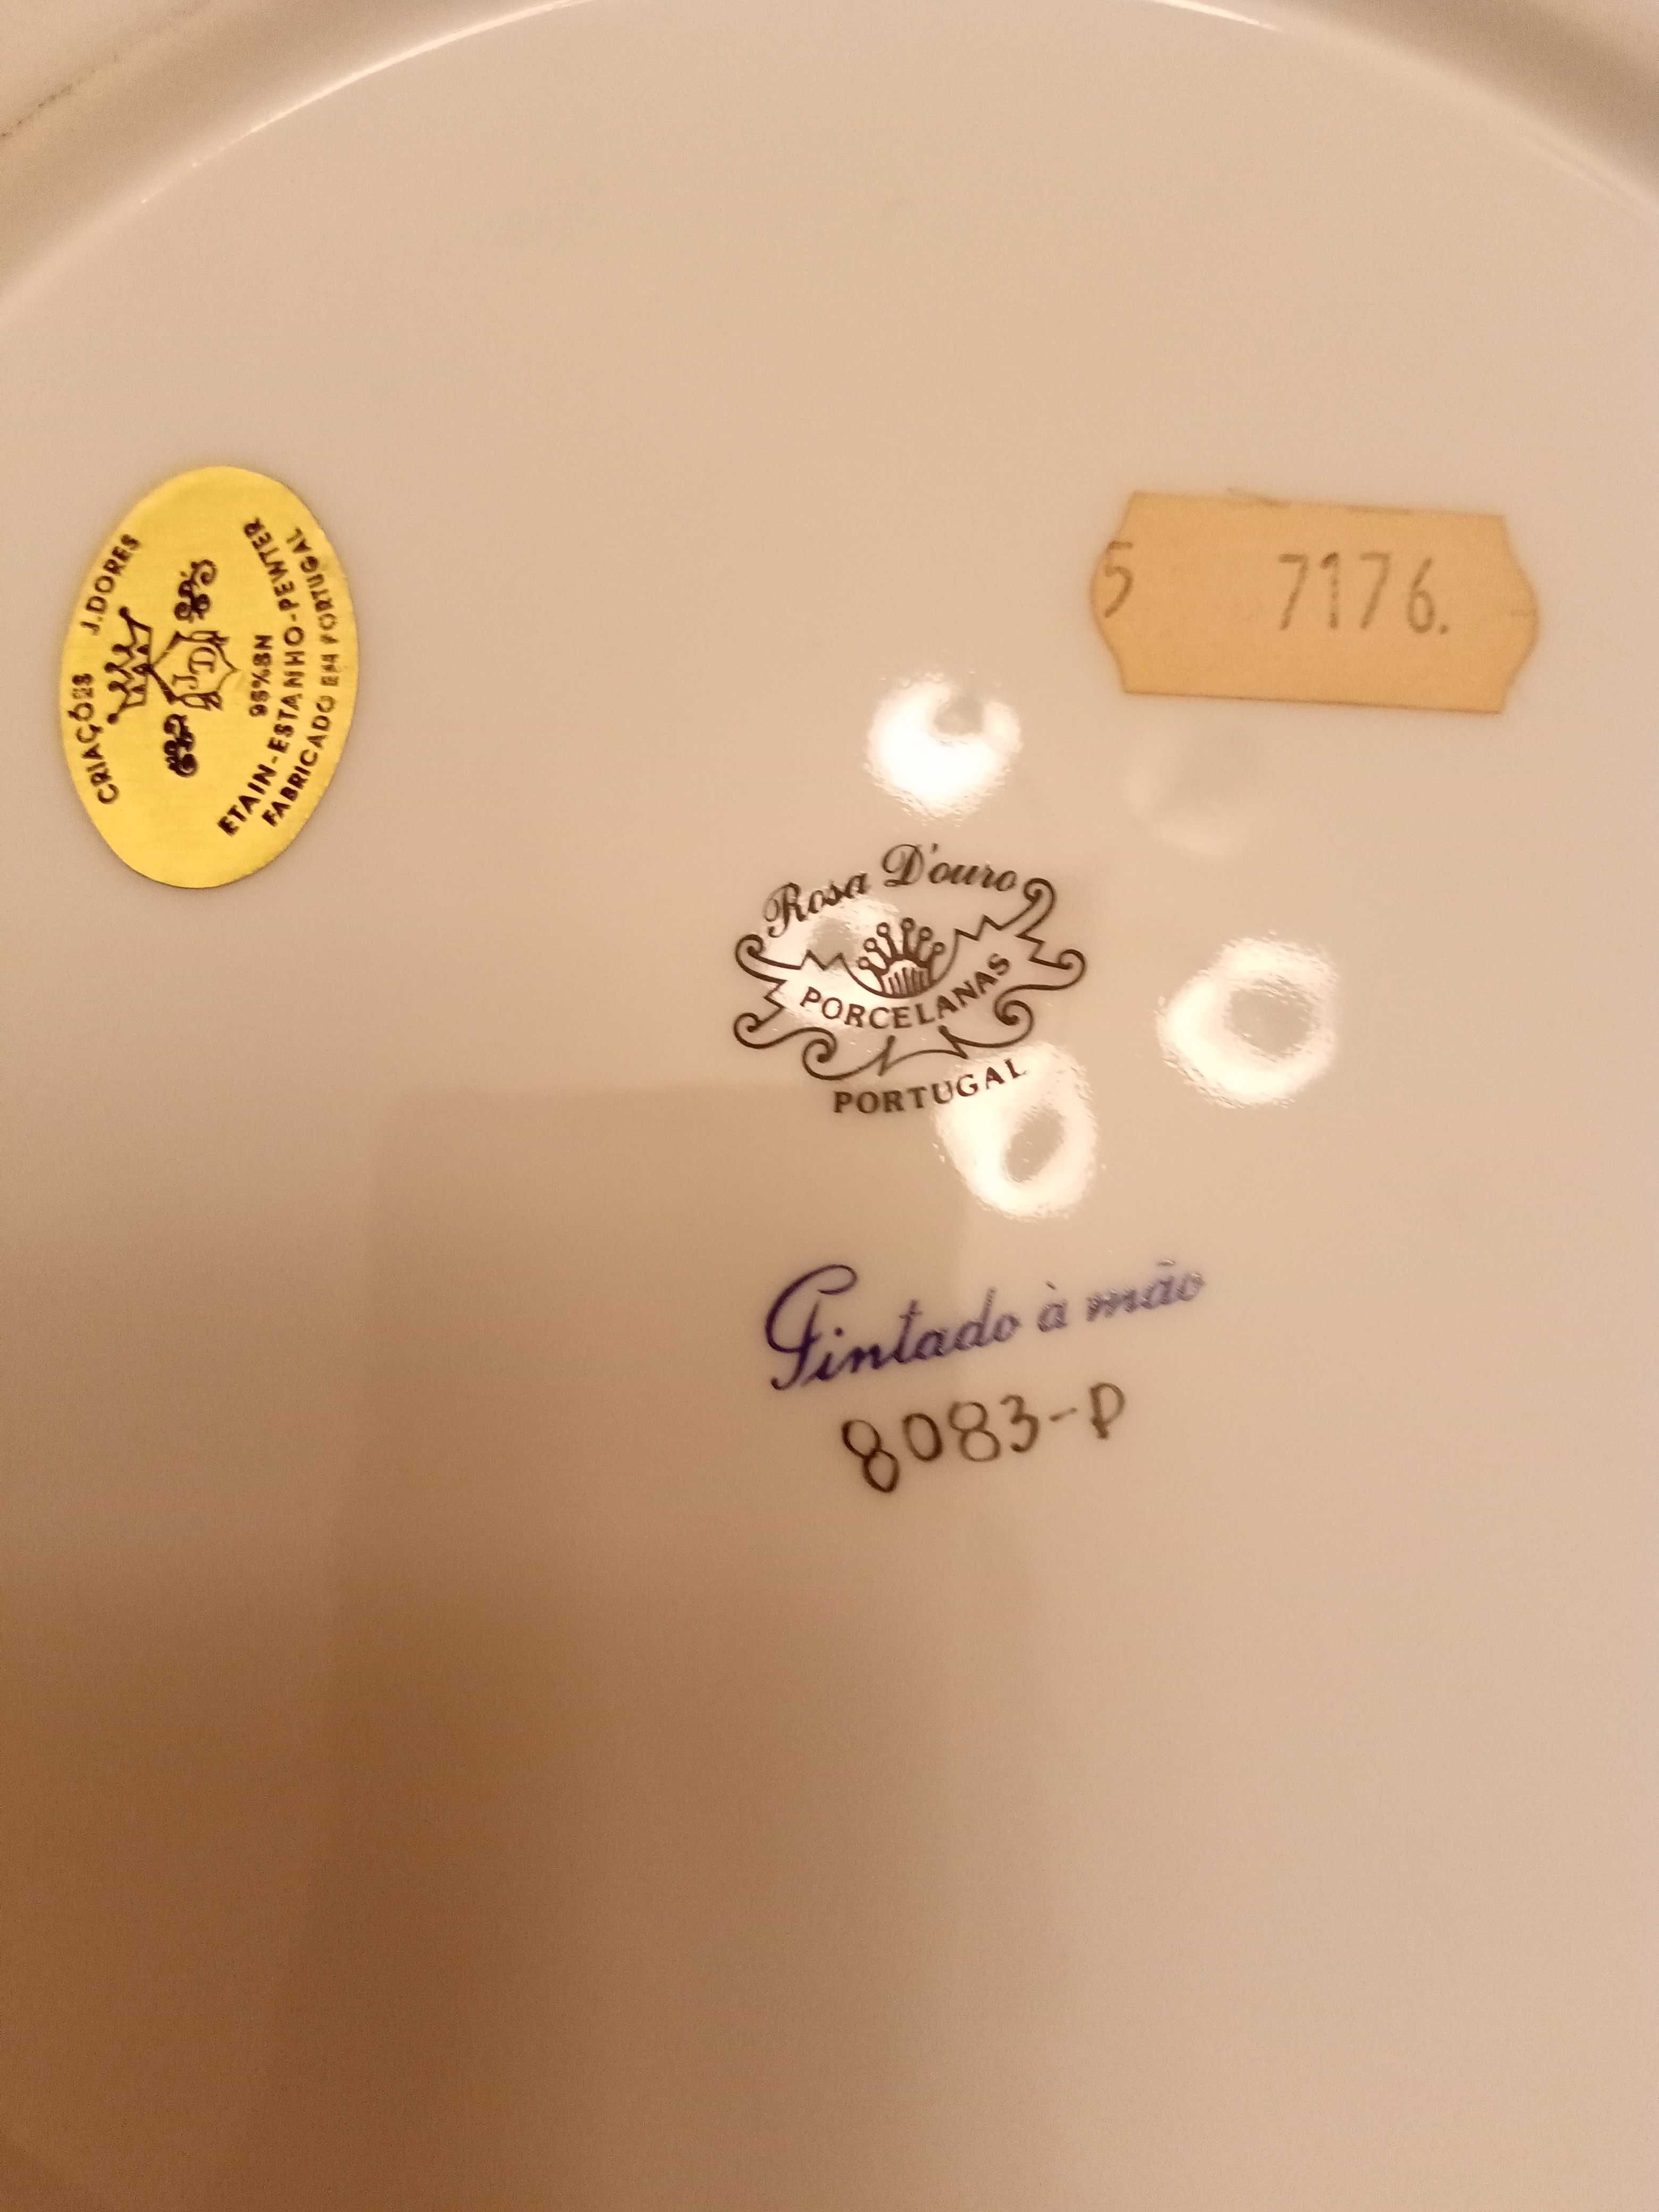 CRIAÇÕES J.DORES
JD
95%SN
ETAIN-ESTANHO-PEWTER
FABRICADO EM PORTUGAL
5 7176.
Rosa D'ouro
PORCELANAS
PORTUGAL
Pintado à mão
8083-P